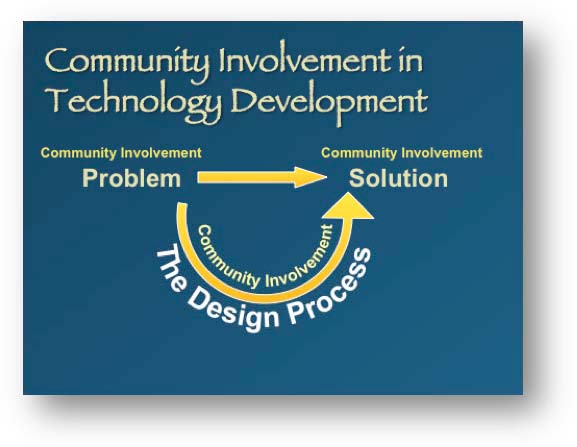 Community Involvement in
Technology Development
Community Involvement
Community Involvement
Problem
Solution
Community Involvement
The Design Process